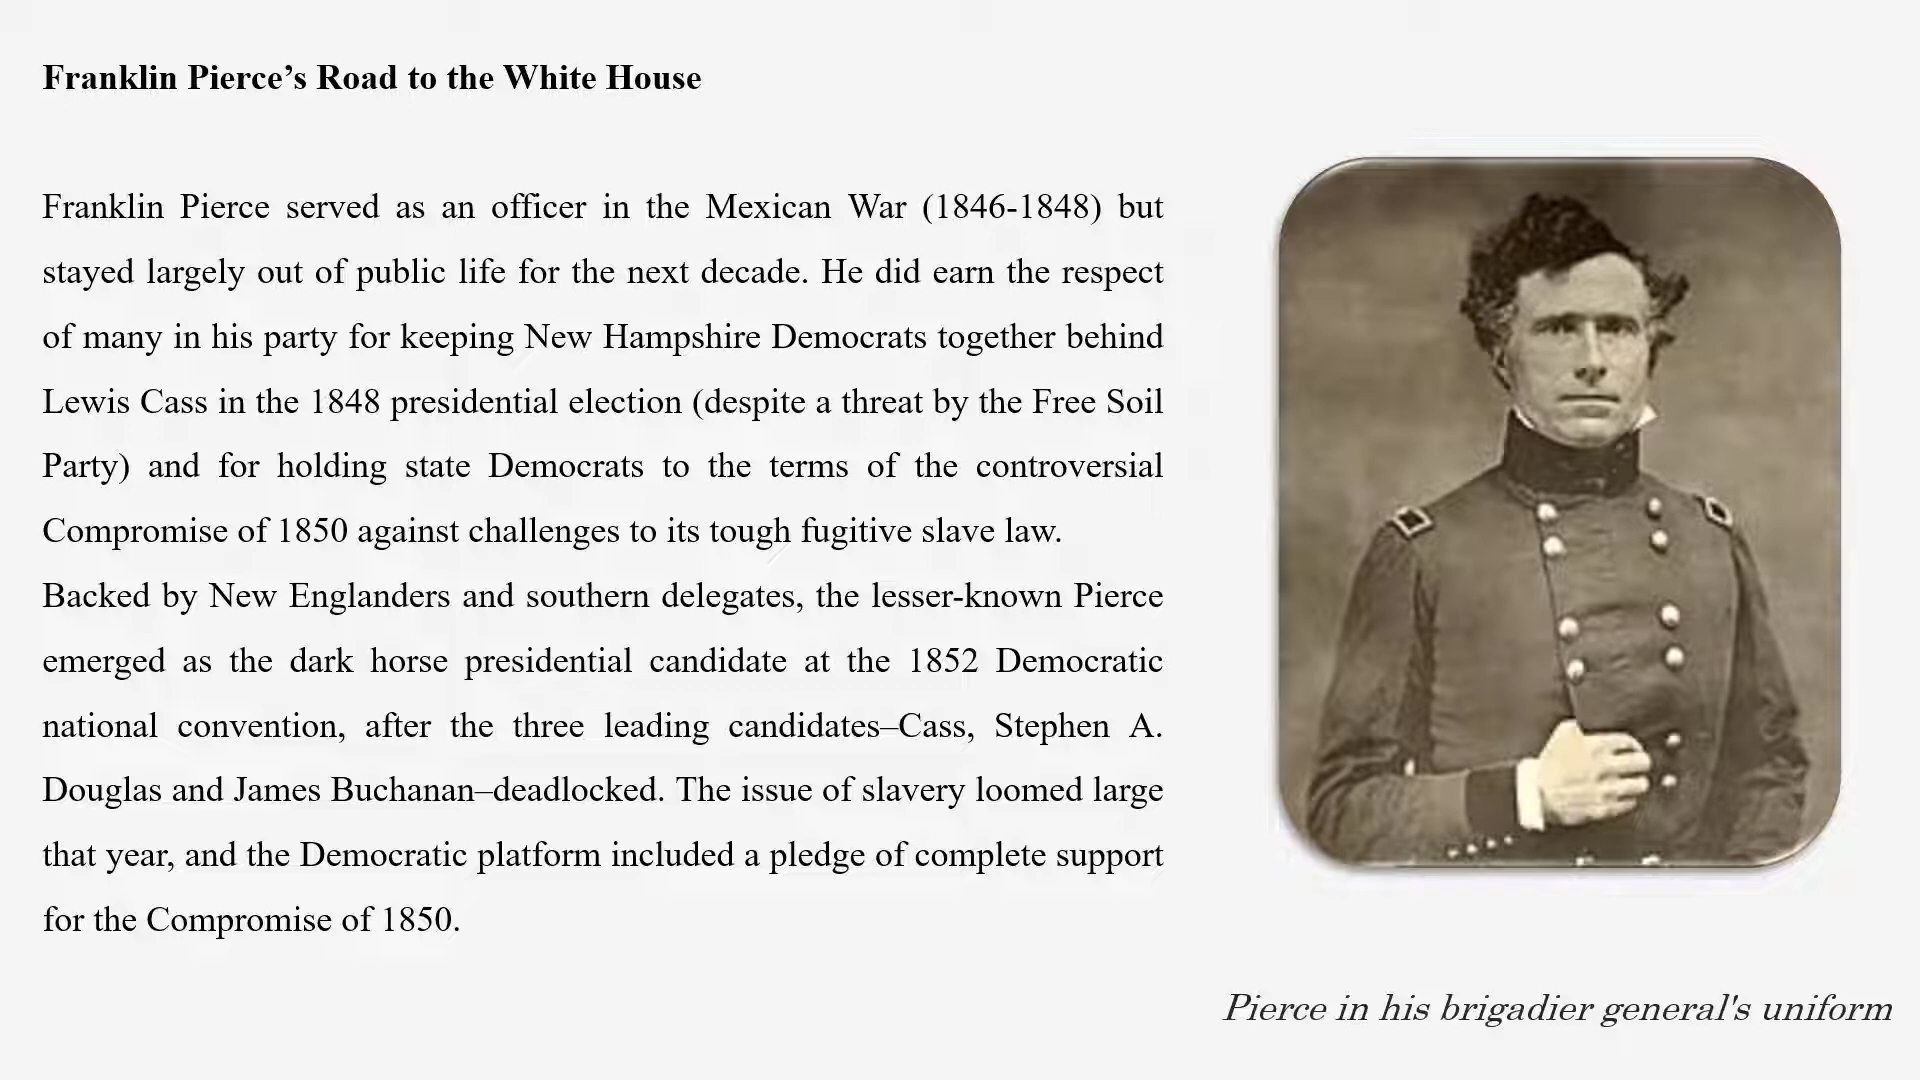 Franklin Pierce’s Road to the White House
Franklin Pierce served as an officer in the Mexican War (1846-1848) but
stayed largely out of public life for the next decade. He did earn the respect
of many in his party for keeping New Hampshire Democrats together behind
Lewis Cass in the 1848 presidential election (despite a threat by the Free Soil
Party) and for holding state Democrats to the terms of the controversial
Compromise of 1850 against challenges to its tough fugitive slave law.
Backed by New Englanders and southern delegates, the lesser-known Pierce
emerged as the dark horse presidential candidate at the 1852 Democratic
national convention, after the three leading candidates–Cass, Stephen A.
Douglas and James Buchanan–deadlocked. The issue of slavery loomed large
that year, and the Democratic platform included a pledge of complete support
for the Compromise of 1850.
Pierce in his brigadier general's uniform